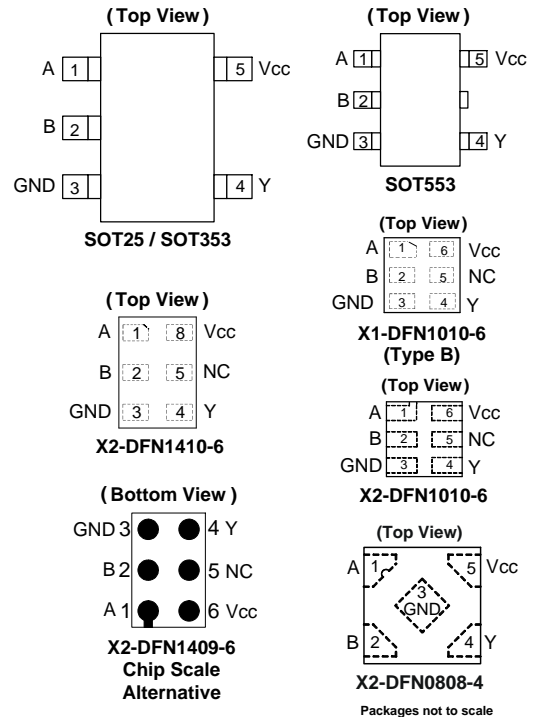 (Top View)
A 1 5 Vcc
B 2
GND 3 4 Y
SOT25 / SOT353
(Top View)
A 1 5 Vcc
B 2
GND 3 4 Y
SOT553
(Top View)
A 1 6 Vcc
B 2 5 NC
GND 3 4 Y
X1-DFN1010-6
(Type B)
(Top View)
A 1 8 Vcc
B 2 5 NC
GND 3 4 Y
X2-DFN1410-6
(Top View)
A 1 6 Vcc
B 2 5 NC
GND 3 4 Y
X2-DFN1010-6
(Bottom View)
GND 3 4 Y
B 2 5 NC
A 1 6 Vcc
X2-DFN1409-6
Chip Scale
Alternative
(Top View)
A 1 5 Vcc
3
GND
B 2 4 Y
X2-DFN0808-4
Packages not to scale